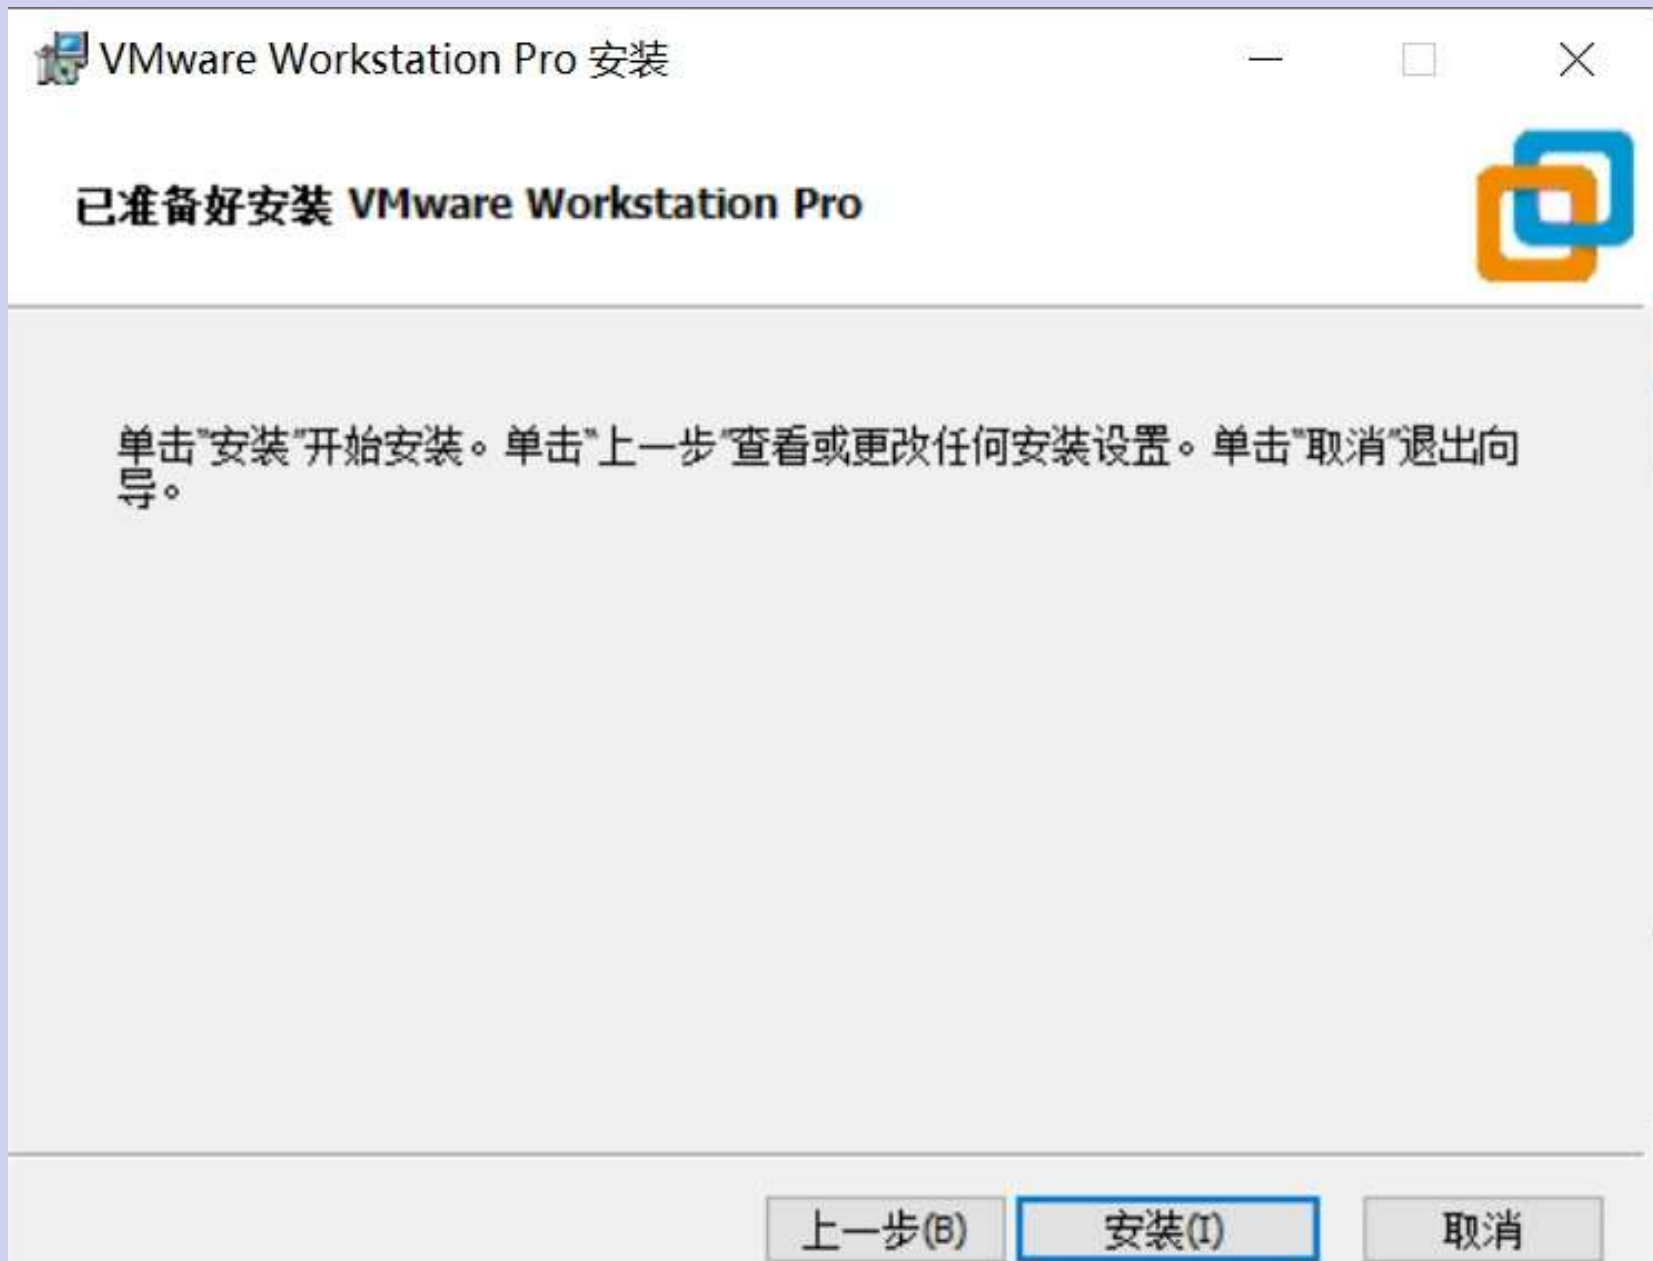 VMware Workstation Pro 安装
已准备好安装 VMware Workstation Pro
单击"安装"开始安装。单击"上一步"查看或更改任何安装设置。单击"取消"退出向
导。
上一步(B) 安装(I) 取消